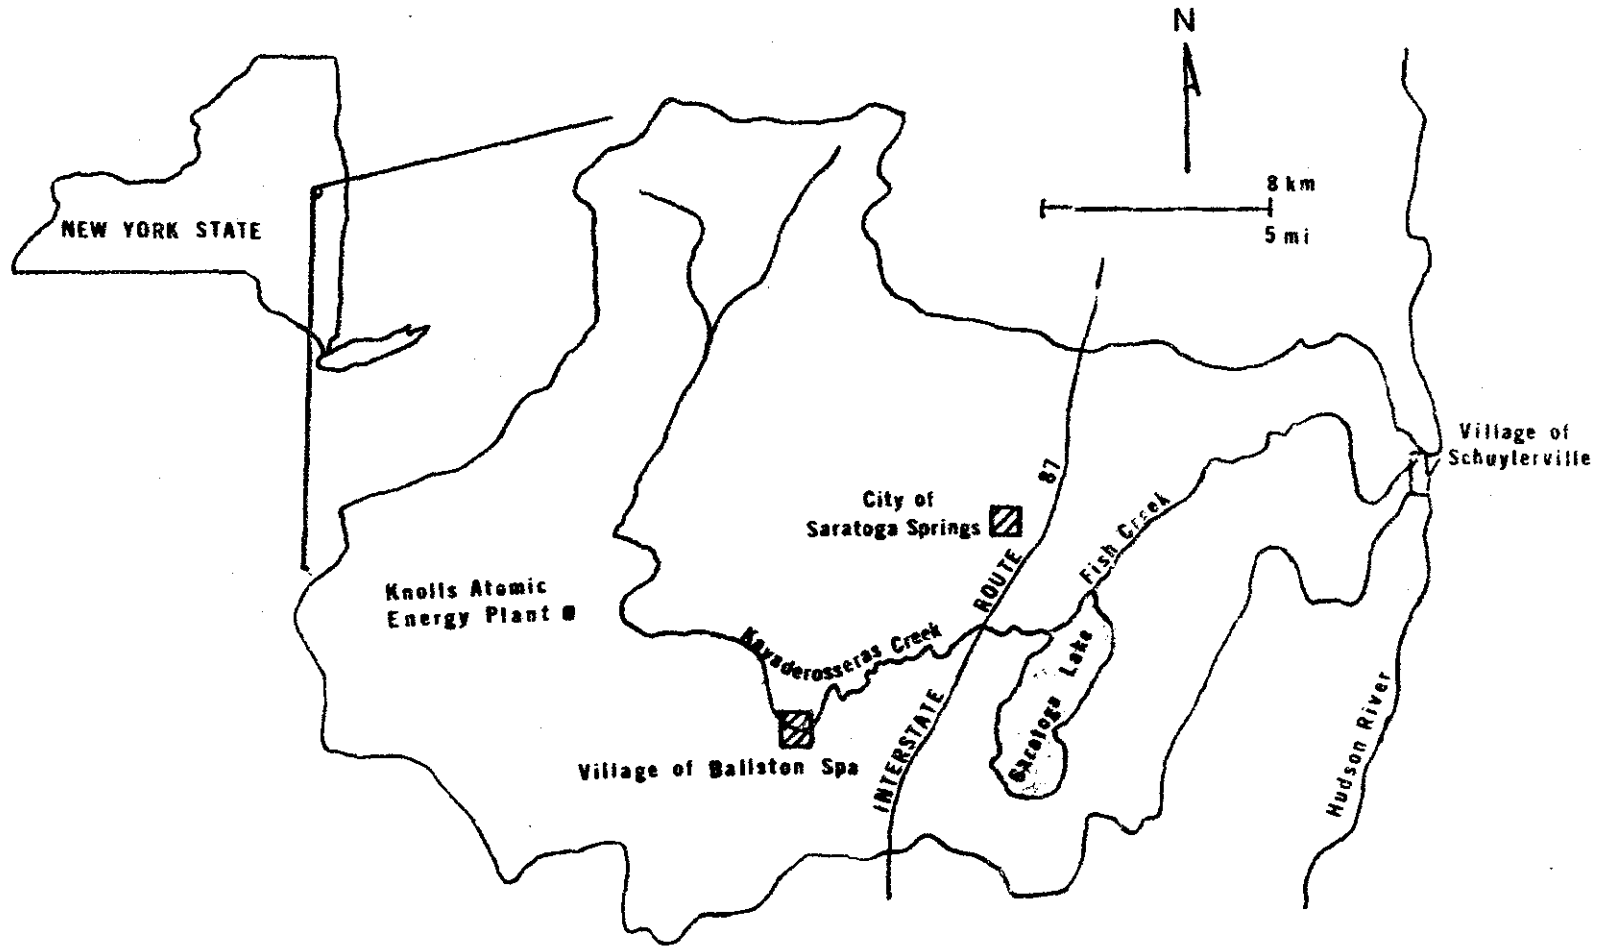 N
8 km
5 mi
NEW YORK STATE
Village of
Schuylerville
City of
Saratoga Springs
INTERSTATE ROUTE 87
Fish Creek
Knolls Atomic
Energy Plant
Kayaderosseras Creek
Saratoga Lake
Village of Ballston Spa
Hudson River